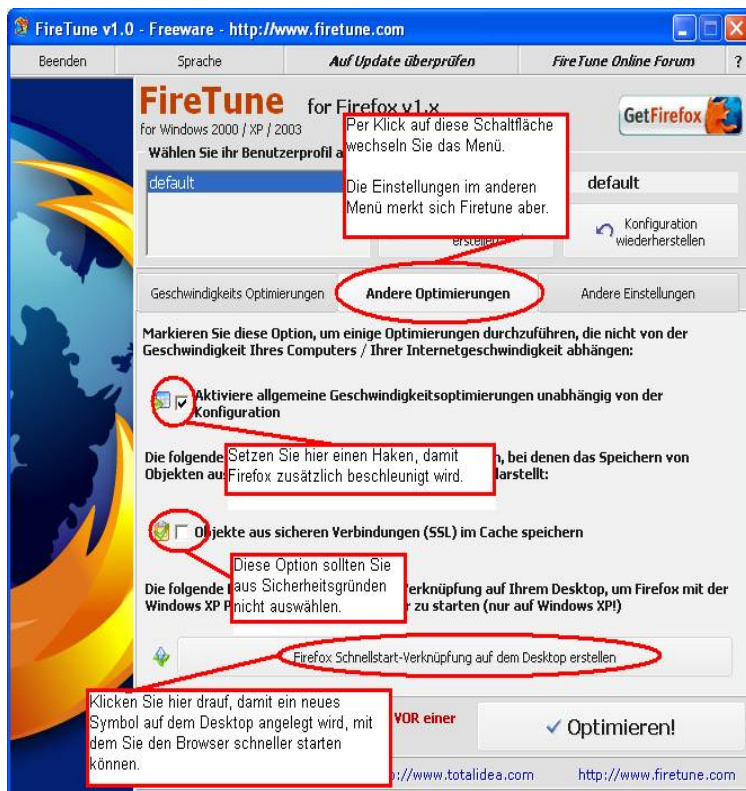 FireTune v1.0 - Freeware - http://www.firetune.com
Beenden Sprache Auf Update überprüfen FireTune Online Forum ?
FireTune for Firefox v1.x
for Windows 2000 / XP / 2003
GetFirefox
Per Klick auf diese Schaltfläche
wechseln Sie das Menü.
Die Einstellungen im anderen
Menü merkt sich Firetune aber.
Wählen Sie ihr Benutzerprofil
default
default
erstellen
Konfiguration
wiederherstellen
Geschwindigkeits Optimierungen Andere Optimierungen Andere Einstellungen
Markieren Sie diese Option, um einige Optimierungen durchzuführen, die nicht von der
Geschwindigkeit Ihres Computers / Ihrer Internetgeschwindigkeit abhängen:
Aktiviere allgemeine Geschwindigkeitsoptimierungen unabhängig von der
Konfiguration
Die folgende , bei denen das Speichern von
Objekten aus darstellt:
Setzen Sie hier einen Haken, damit
Firefox zusätzlich beschleunigt wird.
Objekte aus sicheren Verbindungen (SSL) im Cache speichern
Diese Option sollten Sie
aus Sicherheitsgründen
nicht auswählen.
Die folgende Verknüpfung auf Ihrem Desktop, um Firefox mit der
Windows XP zu starten (nur auf Windows XP!)
Firefox Schnellstart-Verknüpfung auf dem Desktop erstellen
Klicken Sie hier drauf, damit ein neues
Symbol auf dem Desktop angelegt wird, mit
dem Sie den Browser schneller starten
können.
VOR einer
Optimieren!
://www.totalidea.com http://www.firetune.com